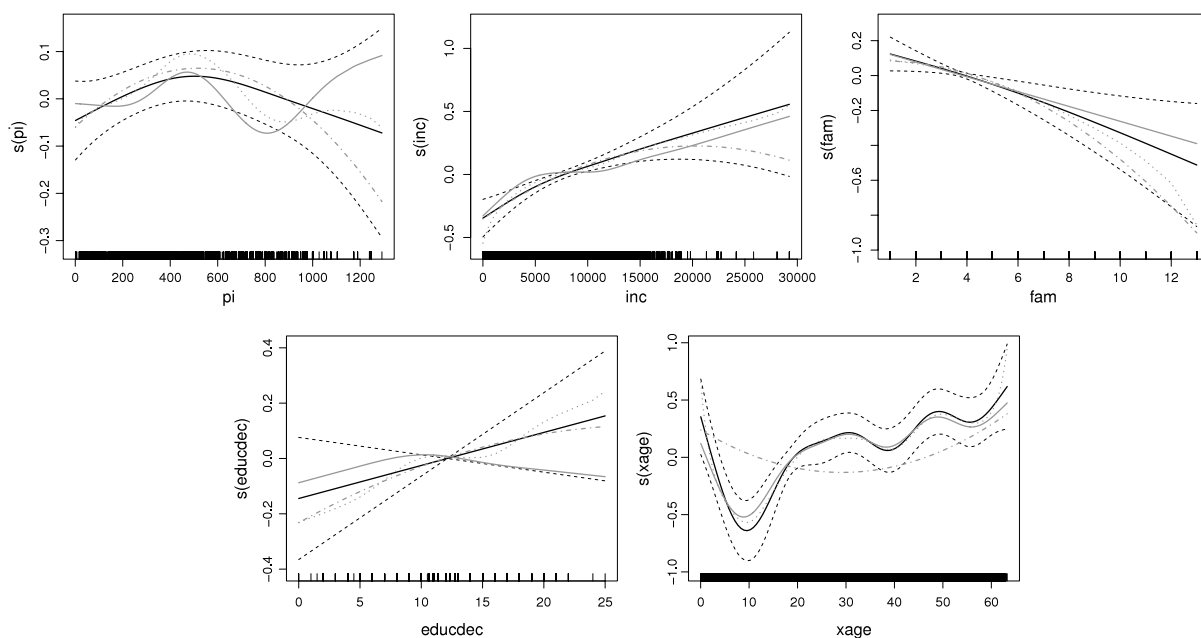 s(pi)
0.1
0.0
−0.1
−0.2
−0.3
0 200 400 600 800 1000 1200
pi
s(inc)
1.0
0.5
0.0
−0.5
0 5000 10000 15000 20000 25000 30000
inc
s(fam)
0.2
0.0
−0.2
−0.6
−1.0
2 4 6 8 10 12
fam
s(educdec)
0.4
0.2
0.0
−0.2
−0.4
0 5 10 15 20 25
educdec
s(xage)
1.0
0.5
0.0
−0.5
−1.0
0 10 20 30 40 50 60
xage